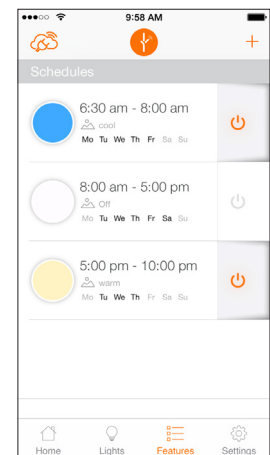 9:58 AM
Schedules
6:30 am - 8:00 am
cool
Mo Tu We Th Fr Sa Su
8:00 am - 5:00 pm
Off
Mo Tu We Th Fr Sa Su
5:00 pm - 10:00 pm
warm
Mo Tu We Th Fr Sa Su
Home Lights Features Settings